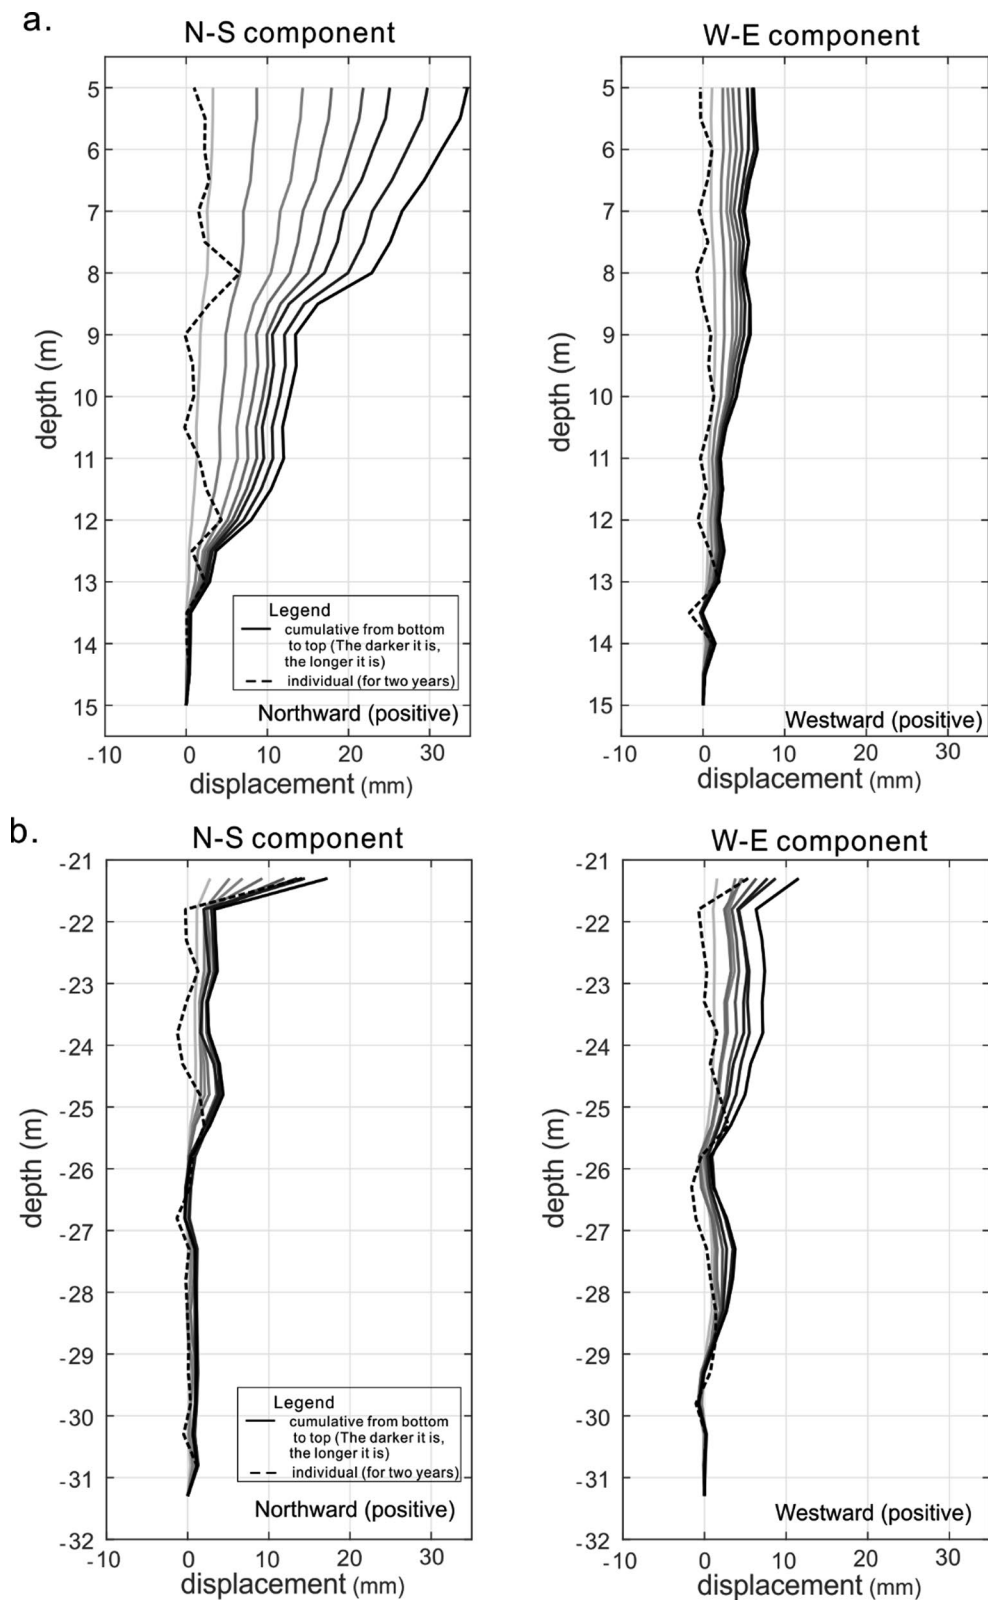 a.
N-S component
W-E component
5
6
7
8
9
10
11
12
13
14
15
depth (m)
-10
0
10
20
30
displacement (mm)
Legend
cumulative from bottom
to top (The darker it is,
the longer it is)
individual (for two years)
Northward (positive)
5
6
7
8
9
10
11
12
13
14
15
depth (m)
-10
0
10
20
30
displacement (mm)
Westward (positive)
b.
N-S component
W-E component
-21
-22
-23
-24
-25
-26
-27
-28
-29
-30
-31
-32
depth (m)
-10
0
10
20
30
displacement (mm)
Legend
cumulative from bottom
to top (The darker it is,
the longer it is)
individual (for two years)
Northward (positive)
-21
-22
-23
-24
-25
-26
-27
-28
-29
-30
-31
-32
depth (m)
-10
0
10
20
30
displacement (mm)
Westward (positive)